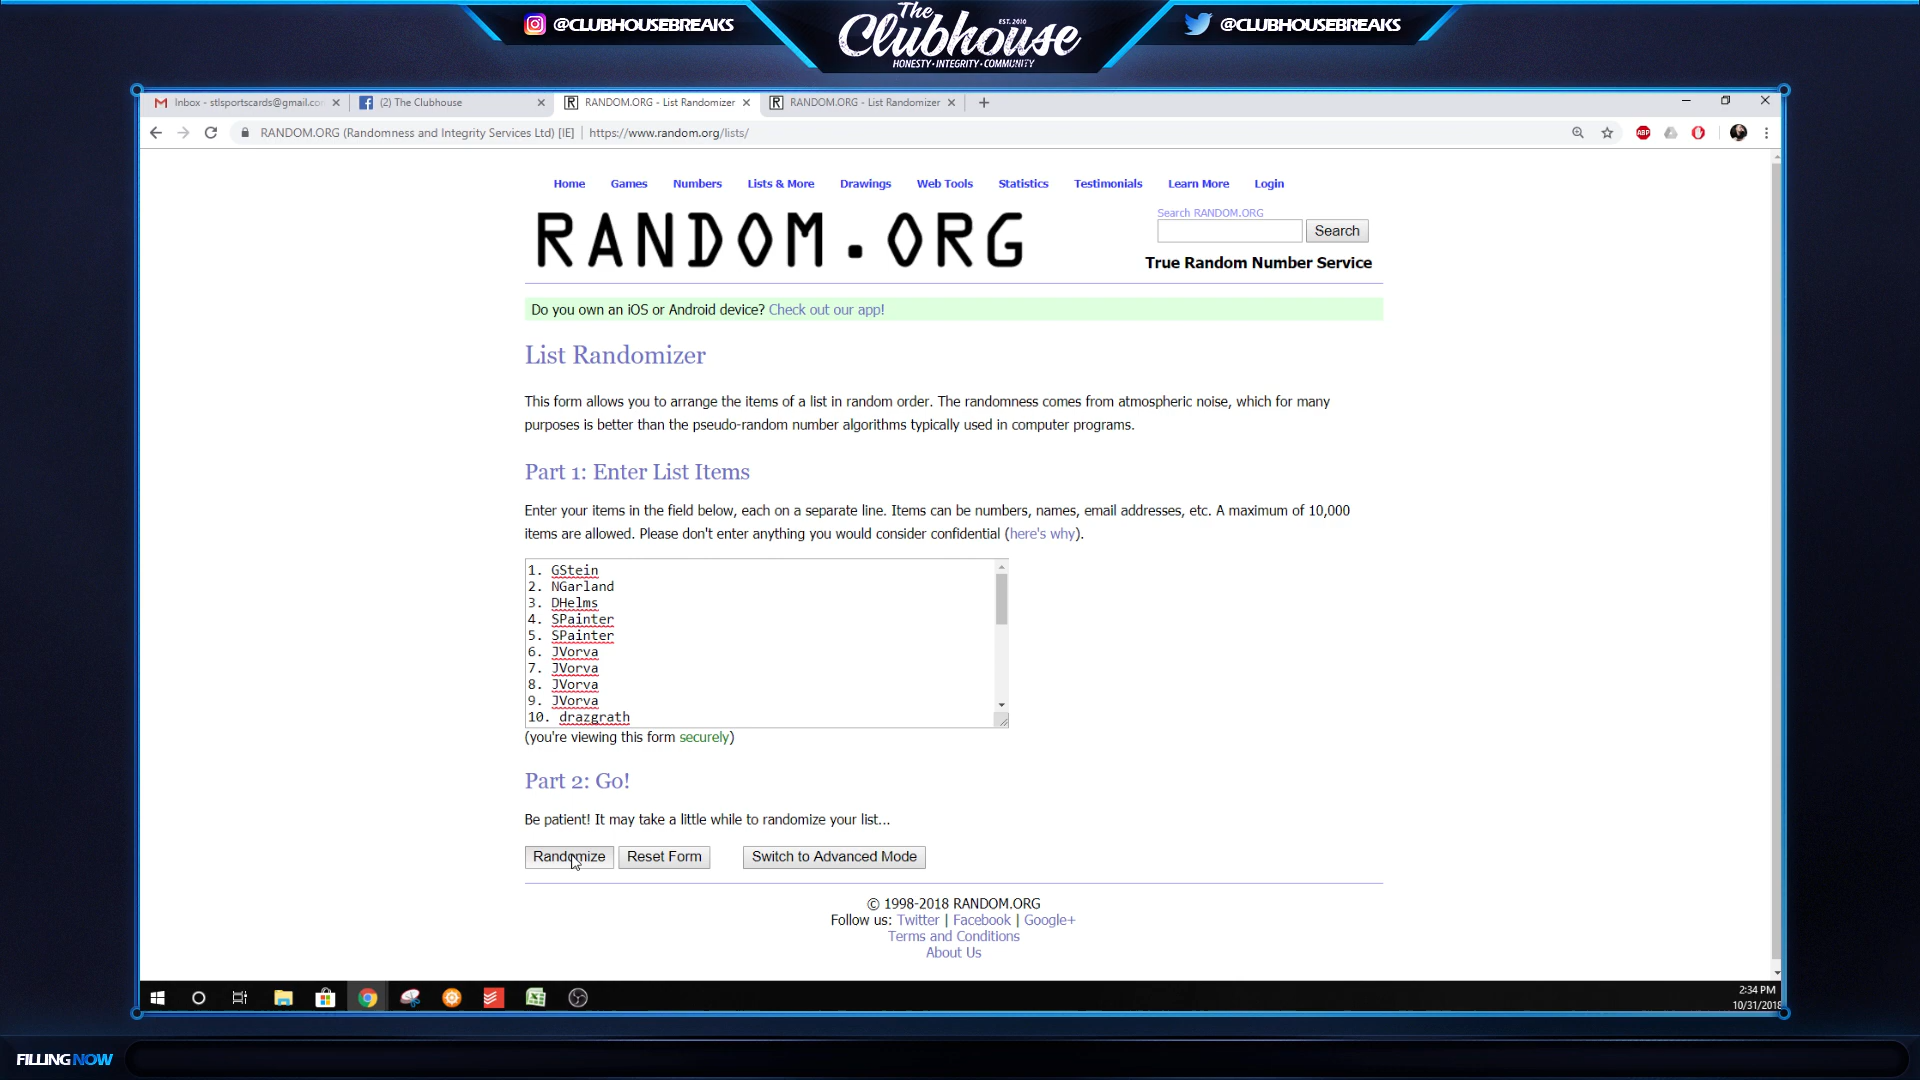 @CLUBHOUSEBREAKS
The
EST. 2010
Clubhouse
HONESTY • INTEGRITY • COMMUNITY
@CLUBHOUSEBREAKS
Inbox - stlsportscards@gmail.co
(2) The Clubhouse
RANDOM.ORG - List Randomizer
RANDOM.ORG - List Randomizer
RANDOM.ORG (Randomness and Integrity Services Ltd) [IE] | https://www.random.org/lists/
ABP
Home Games Numbers Lists & More Drawings Web Tools Statistics Testimonials Learn More Login
RANDOM.ORG
Search RANDOM.ORG
Search
True Random Number Service
Do you own an iOS or Android device? Check out our app!
List Randomizer
This form allows you to arrange the items of a list in random order. The randomness comes from atmospheric noise, which for many
purposes is better than the pseudo-random number algorithms typically used in computer programs.
Part 1: Enter List Items
Enter your items in the field below, each on a separate line. Items can be numbers, names, email addresses, etc. A maximum of 10,000
items are allowed. Please don't enter anything you would consider confidential (here's why).
1. GStein
2. NGarland
3. DHelms
4. SPainter
5. SPainter
6. JVorva
7. JVorva
8. JVorva
9. JVorva
10. drazgrath
(you're viewing this form securely)
Part 2: Go!
Be patient! It may take a little while to randomize your list...
Randomize Reset Form Switch to Advanced Mode
© 1998-2018 RANDOM.ORG
Follow us: Twitter | Facebook | Google+
Terms and Conditions
About Us
2:34 PM
10/31/2018
FILLING NOW